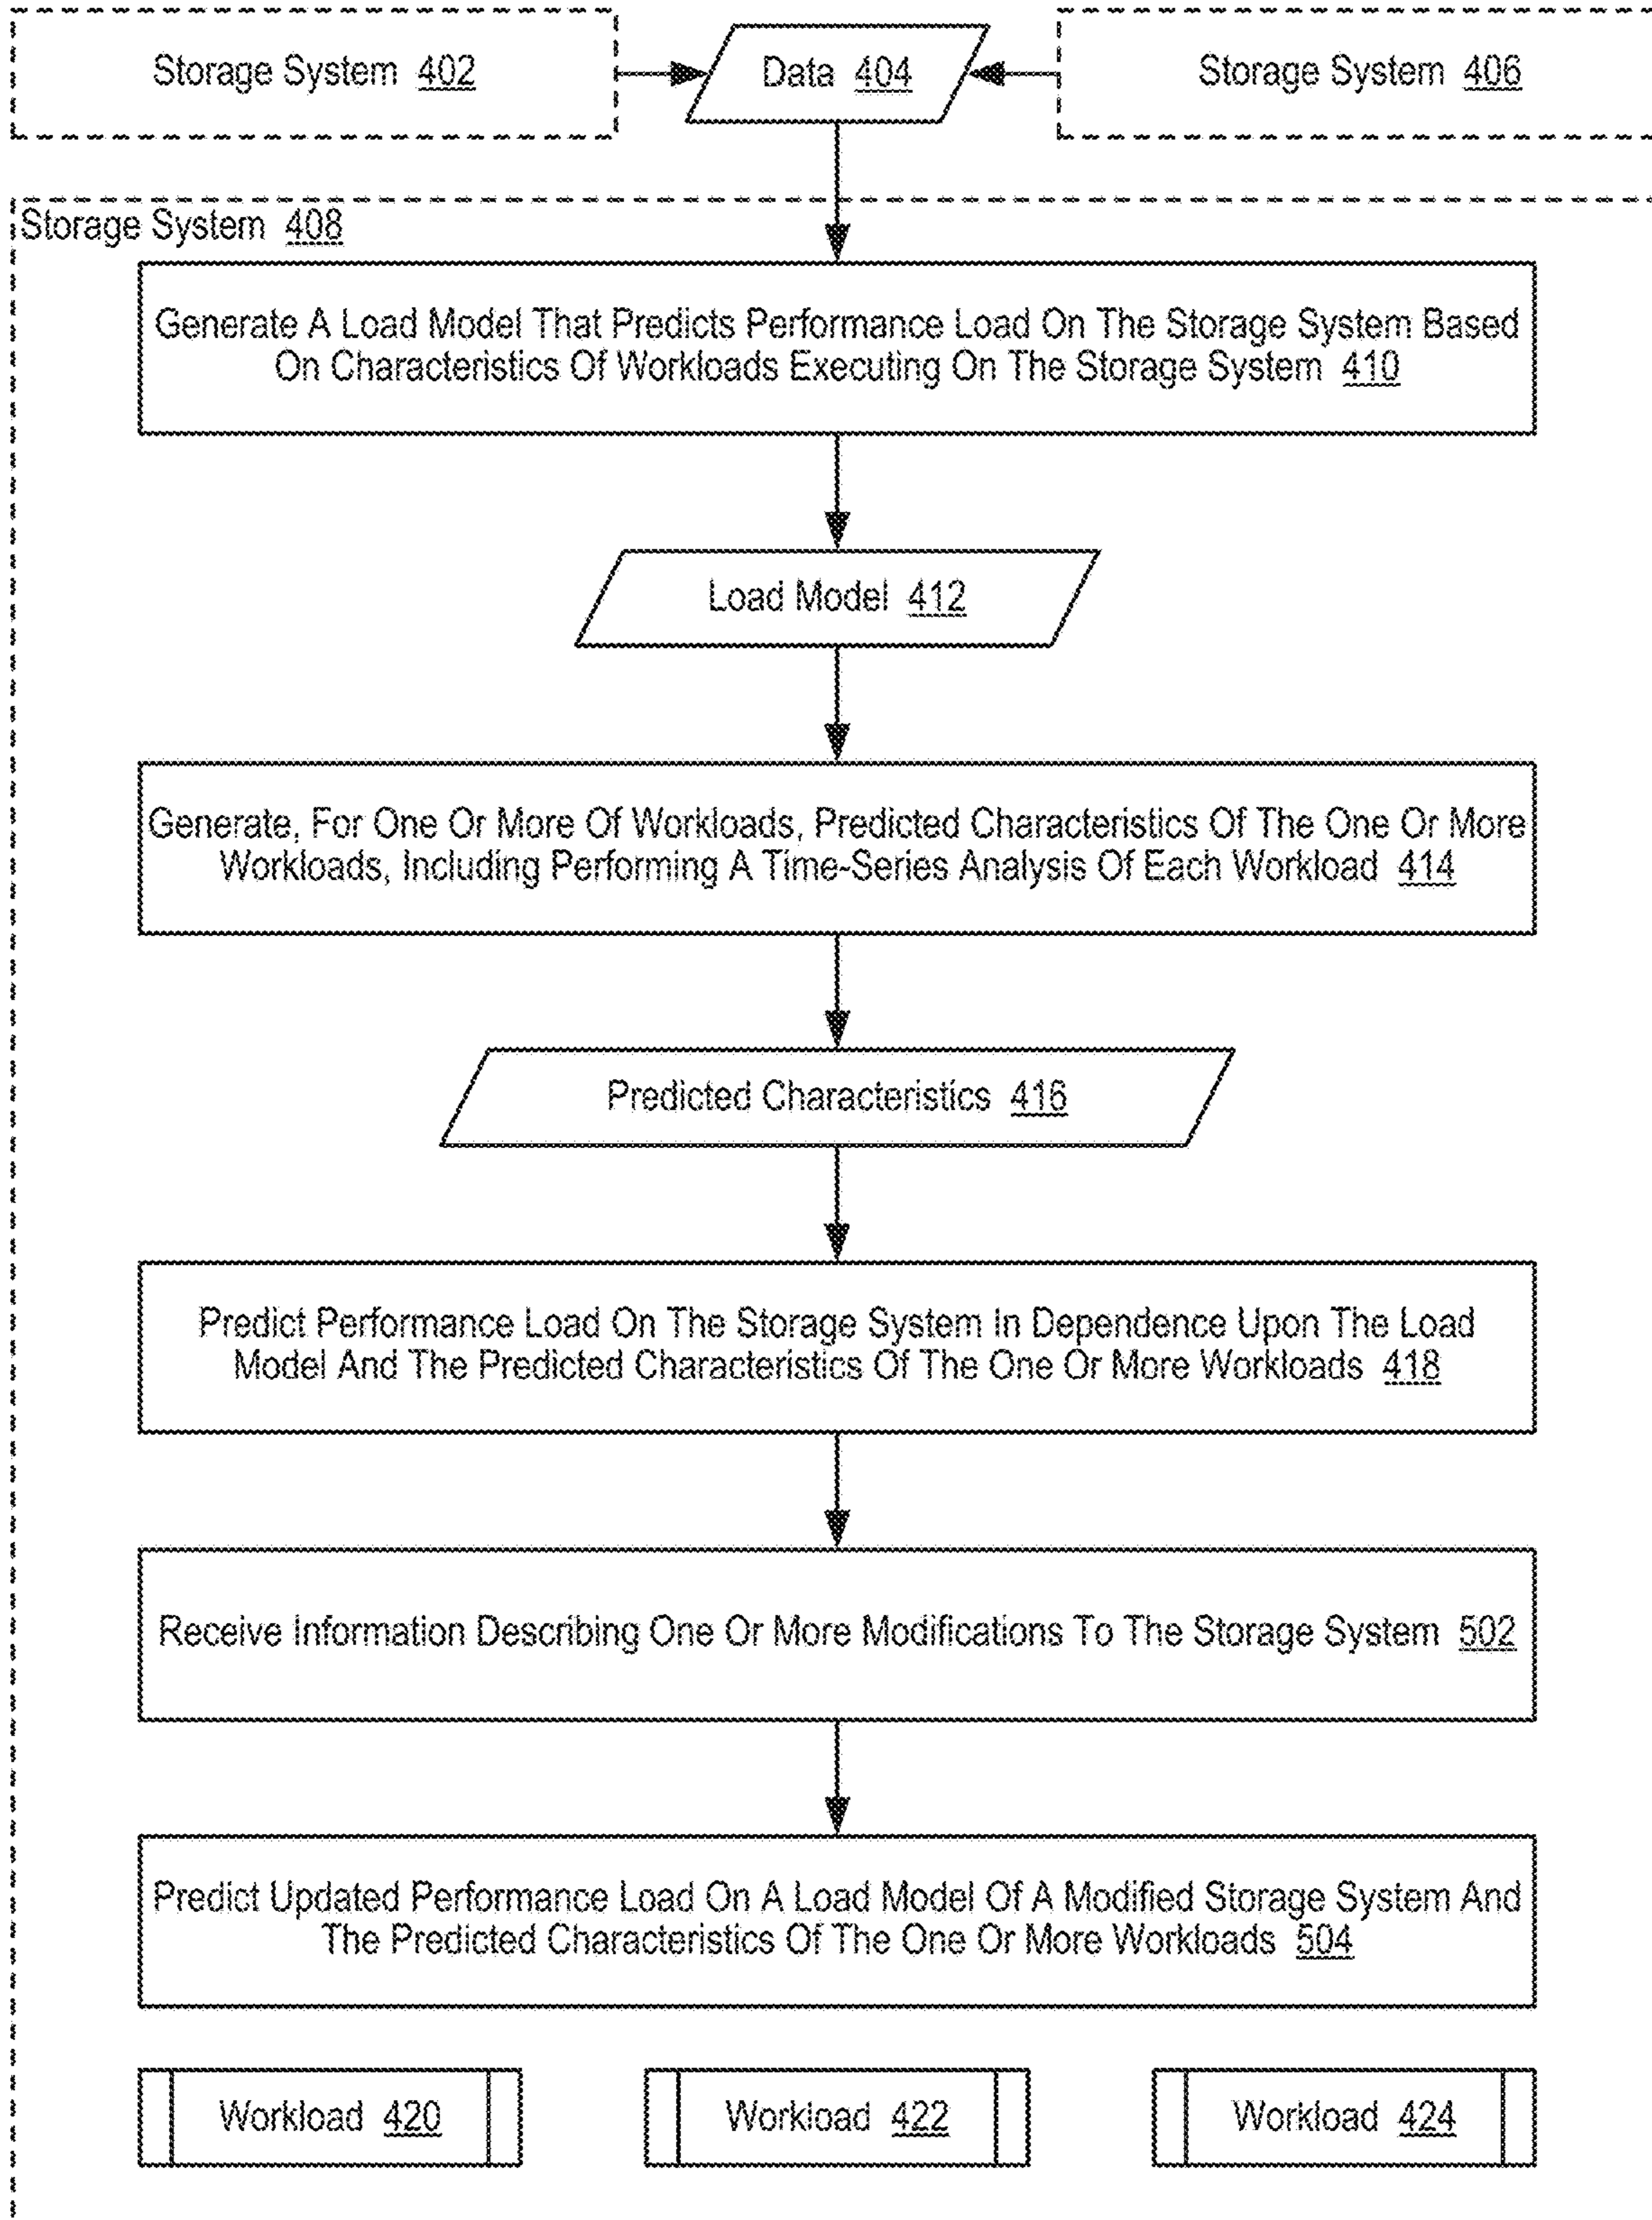 Storage System 402
Data 404
Storage System 406
Storage System 408
Generate A Load Model That Predicts Performance Load On The Storage System Based
On Characteristics Of Workloads Executing On The Storage System 410
Load Model 412
Generate, For One Or More Of Workloads, Predicted Characteristics Of The One Or More
Workloads, Including Performing A Time-Series Analysis Of Each Workload 414
Predicted Characteristics 416
Predict Performance Load On The Storage System In Dependence Upon The Load
Model And The Predicted Characteristics Of The One Or More Workloads 418
Receive Information Describing One Or More Modifications To The Storage System 502
Predict Updated Performance Load On A Load Model Of A Modified Storage System And
The Predicted Characteristics Of The One Or More Workloads 504
Workload 420
Workload 422
Workload 424